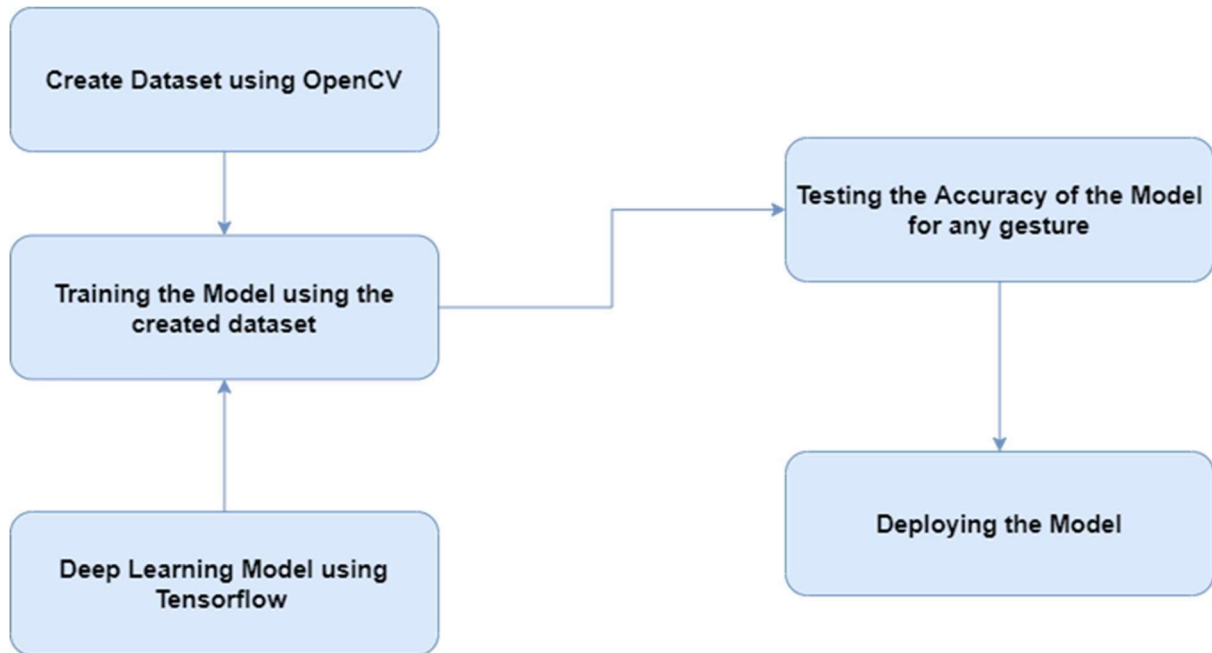 Create Dataset using OpenCV
Training the Model using the
created dataset
Deep Learning Model using
Tensorflow
Testing the Accuracy of the Model
for any gesture
Deploying the Model